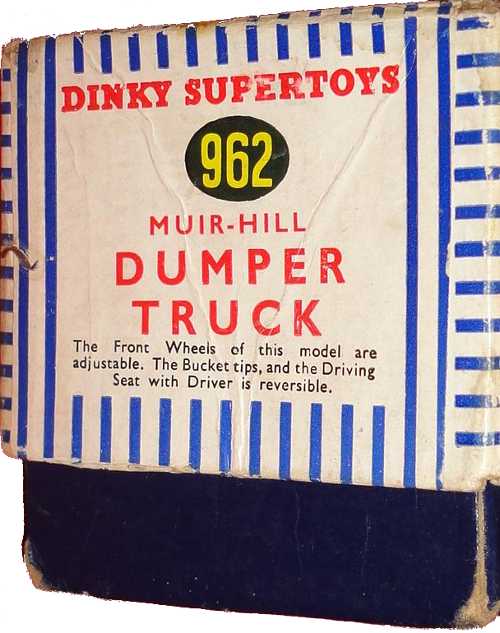 DINKY SUPERTOYS
962
MUIR-HILL
DUMPER
TRUCK
The Front Wheels of this model are
adjustable. The Bucket tips, and the Driving
Seat with Driver is reversible.